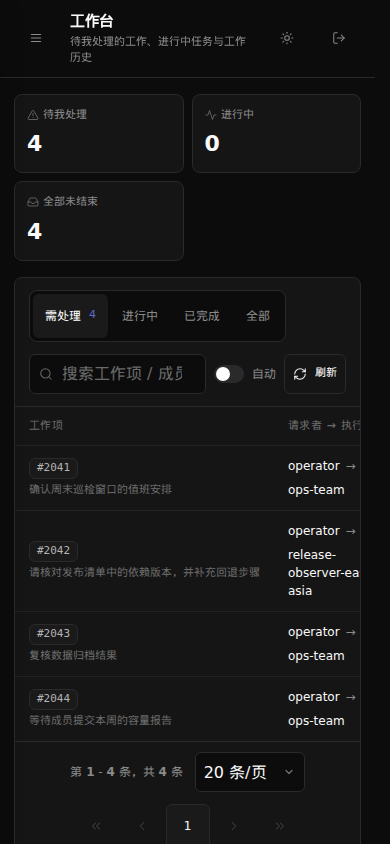 工作台
待我处理的工作、进行中任务与工作
历史
待我处理
4
进行中
0
全部未结束
4
需处理 4 进行中 已完成 全部
搜索工作项 / 成员 自动 刷新
工作项 请求者 → 执行
#2041
确认周末巡检窗口的值班安排
operator →
ops-team
#2042
请核对发布清单中的依赖版本，并补充回退步骤
operator →
release-
observer-ea
asia
#2043
复核数据归档结果
operator →
ops-team
#2044
等待成员提交本周的容量报告
operator →
ops-team
第 1 - 4 条，共 4 条 20 条/页
« ‹ 1 › »